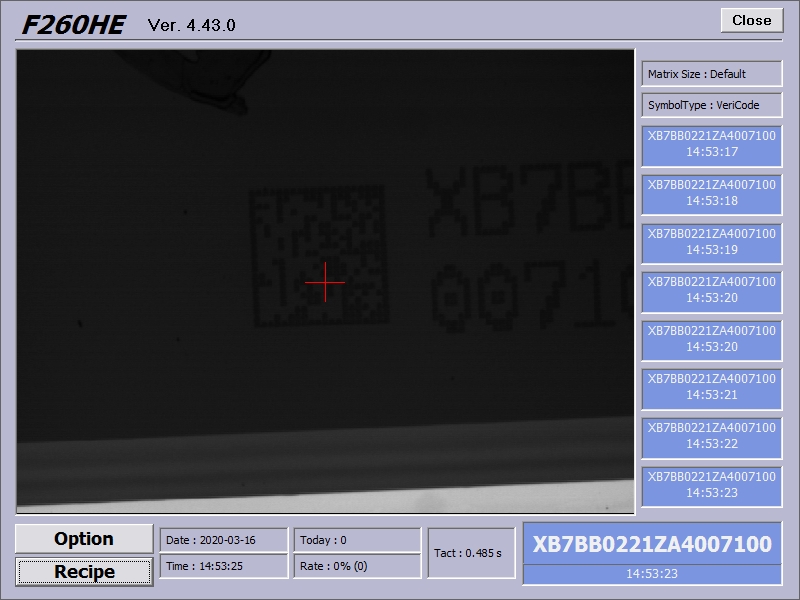 F260HE Ver. 4.43.0
Close
Matrix Size : Default
SymbolType : VeriCode
XB7BB0221ZA4007100
14:53:17
XB7BB0221ZA4007100
14:53:18
XB7BB0221ZA4007100
14:53:19
XB7BB0221ZA4007100
14:53:20
XB7BB0221ZA4007100
14:53:20
XB7BB0221ZA4007100
14:53:21
XB7BB0221ZA4007100
14:53:22
XB7BB0221ZA4007100
14:53:23
XB7BB
00710
Option
Recipe
Date : 2020-03-16
Time : 14:53:25
Today : 0
Rate : 0% (0)
Tact : 0.485 s
XB7BB0221ZA4007100
14:53:23